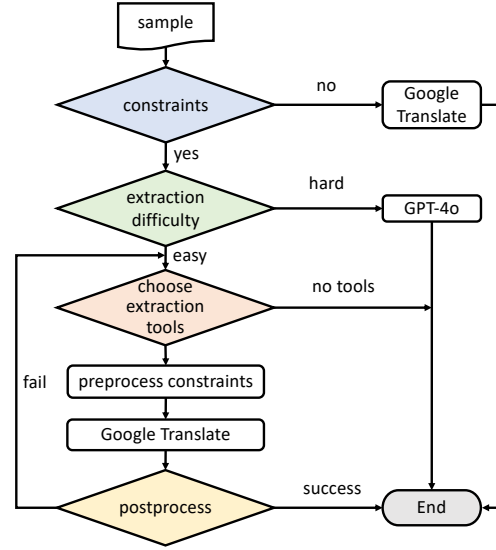 sample
constraints
no
Google
Translate
yes
extraction
difficulty
hard
GPT-4o
easy
choose
extraction
tools
no tools
preprocess constraints
fail
Google Translate
postprocess
success
End